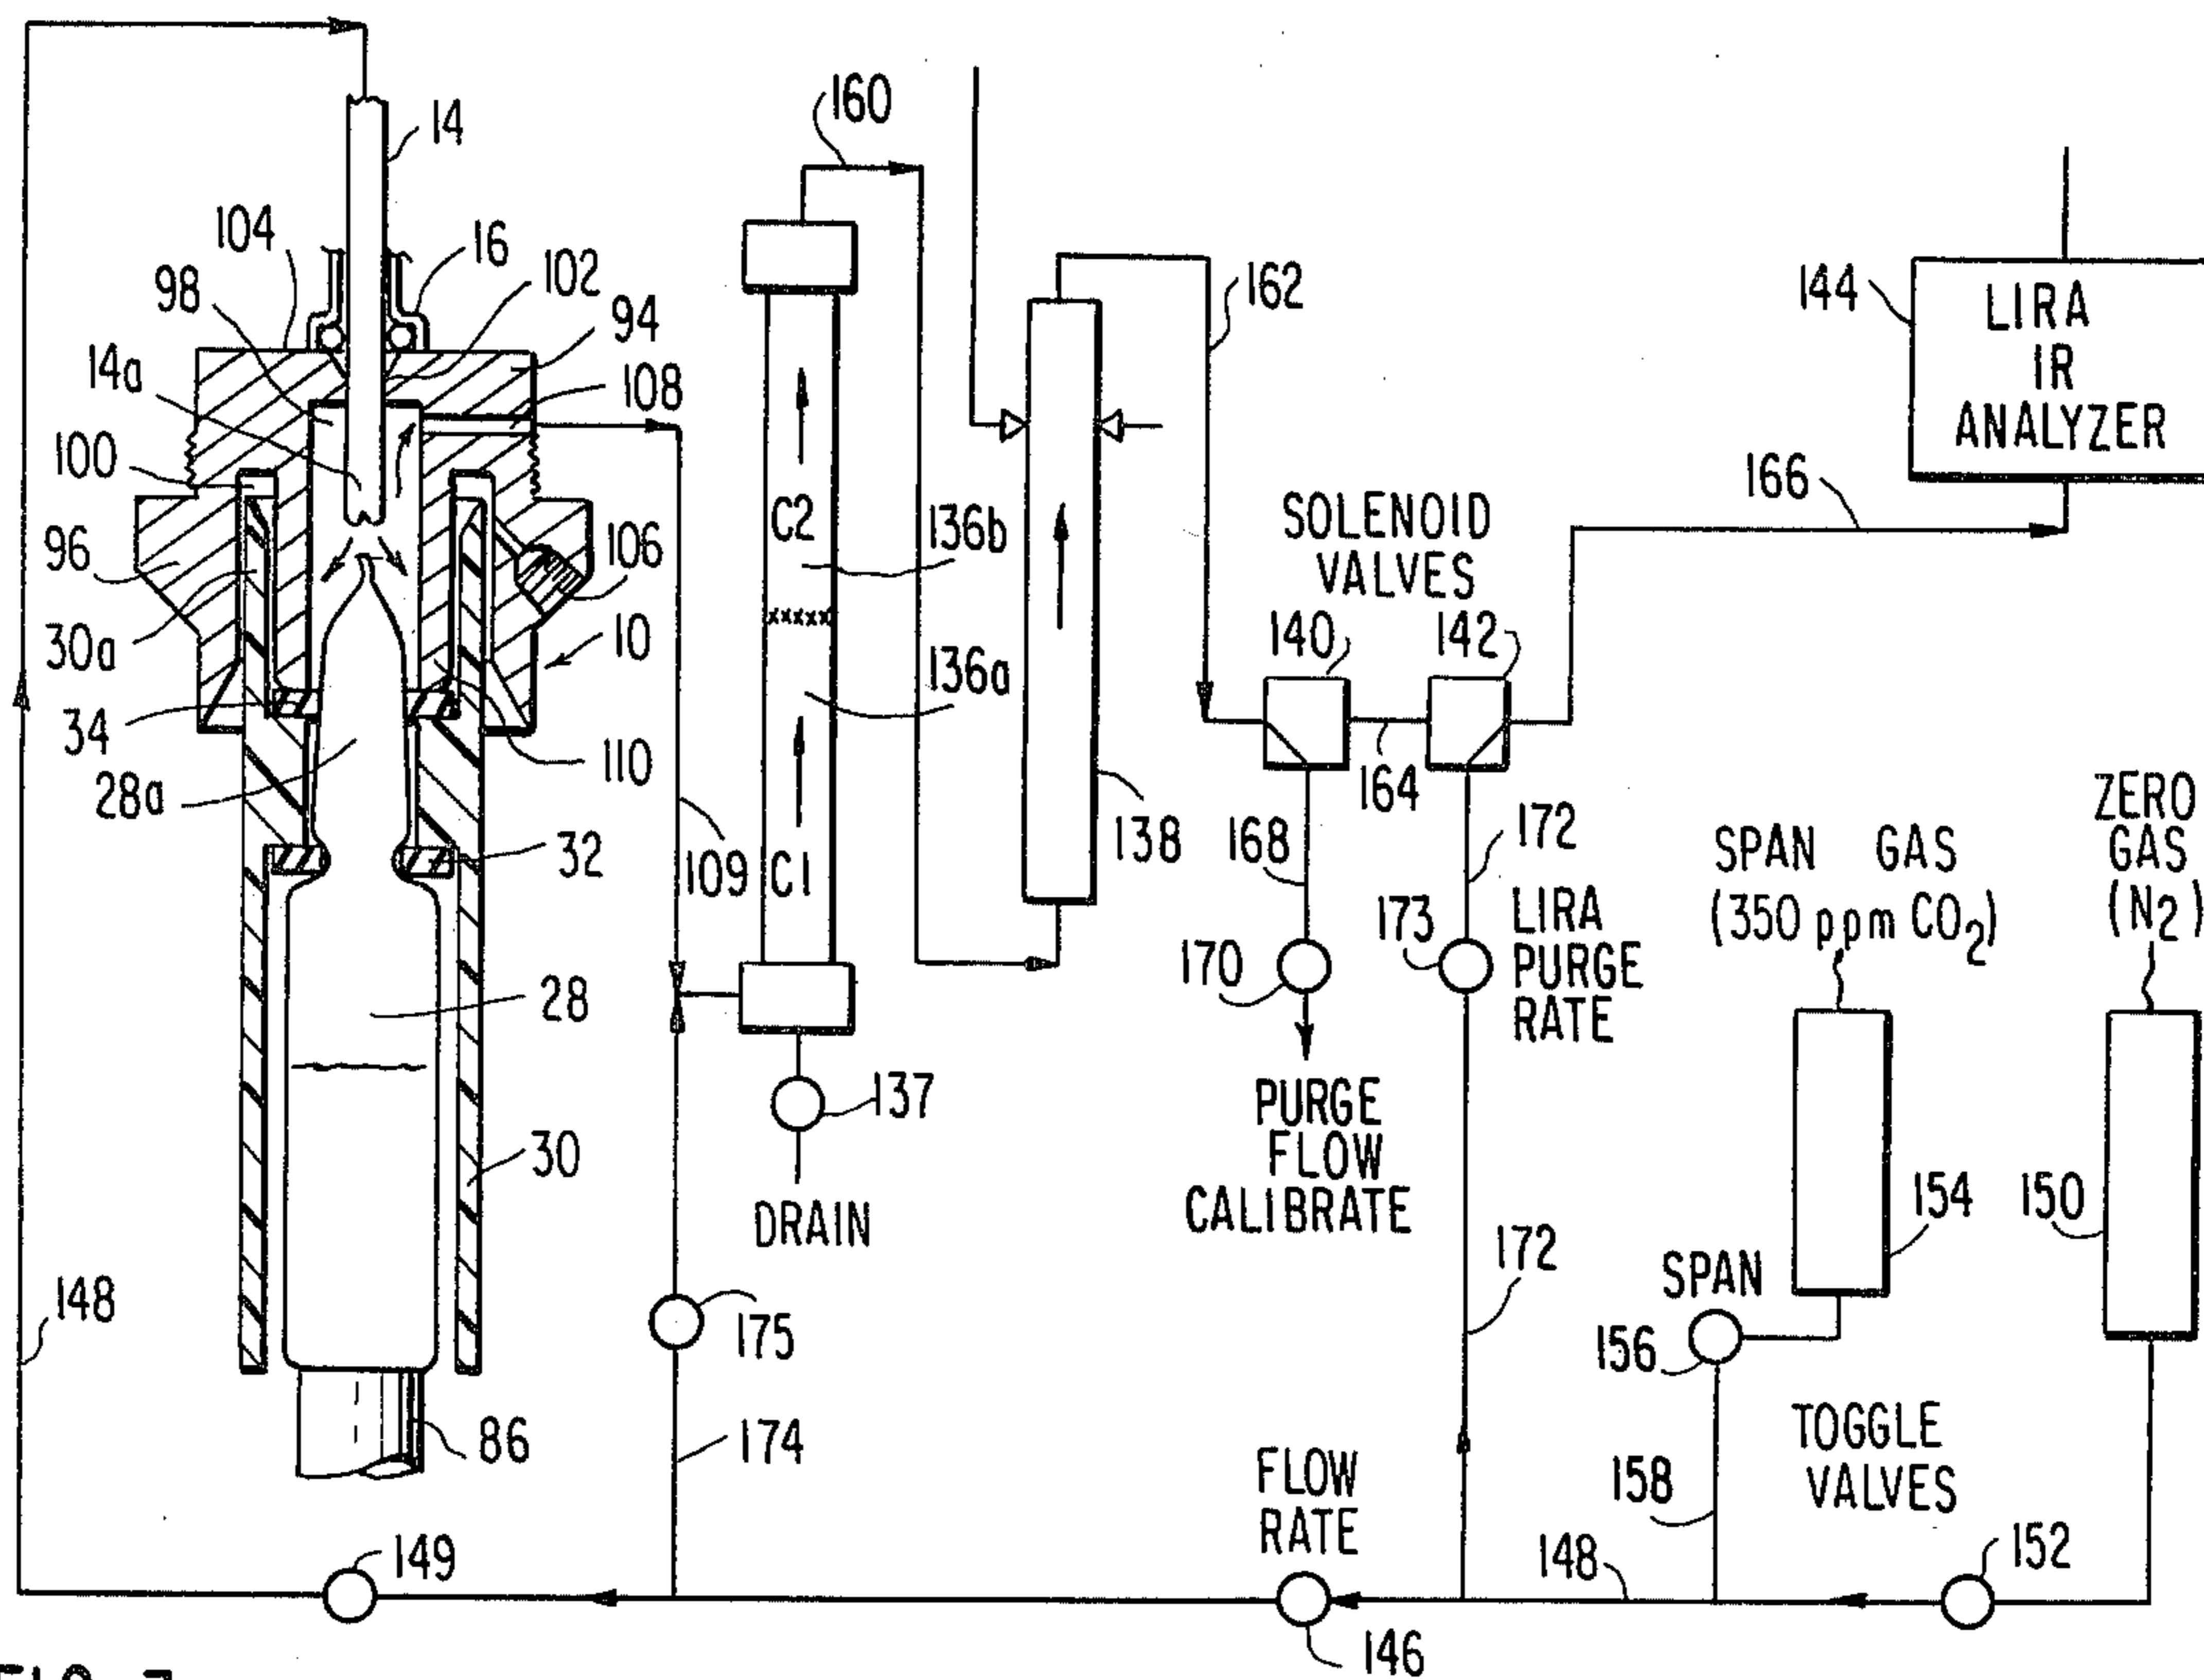 160
14
104
16
98
102
94
162
144
LIRA
IR
ANALYZER
14a
108
100
166
SOLENOID
VALVES
C2
136b
96
106
140
142
30a
10
136a
34
110
164
28a
138
ZERO
GAS
(N2)
168
172
SPAN GAS
(350 ppm CO2)
32
109
C1
LIRA
PURGE
RATE
173
170
28
137
PURGE
FLOW
CALIBRATE
30
154
150
DRAIN
172
SPAN
148
175
156
TOGGLE
VALVES
86
174
FLOW
RATE
158
149
148
152
146